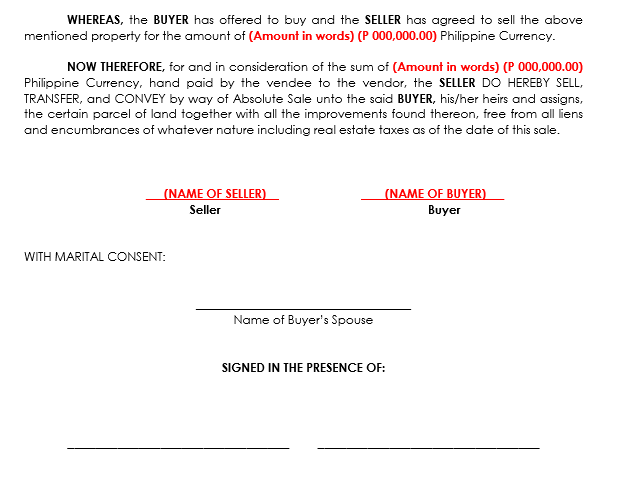 WHEREAS, the BUYER has offered to buy and the SELLER has agreed to sell the above
mentioned property for the amount of (Amount in words) (P 000,000.00) Philippine Currency.
NOW THEREFORE, for and in consideration of the sum of (Amount in words) (P 000,000.00)
Philippine Currency, hand paid by the vendee to the vendor, the SELLER DO HEREBY SELL,
TRANSFER, and CONVEY by way of Absolute Sale unto the said BUYER, his/her heirs and assigns,
the certain parcel of land together with all the improvements found thereon, free from all liens
and encumbrances of whatever nature including real estate taxes as of the date of this sale.
(NAME OF SELLER) (NAME OF BUYER)
Seller Buyer
WITH MARITAL CONSENT:
Name of Buyer's Spouse
SIGNED IN THE PRESENCE OF: